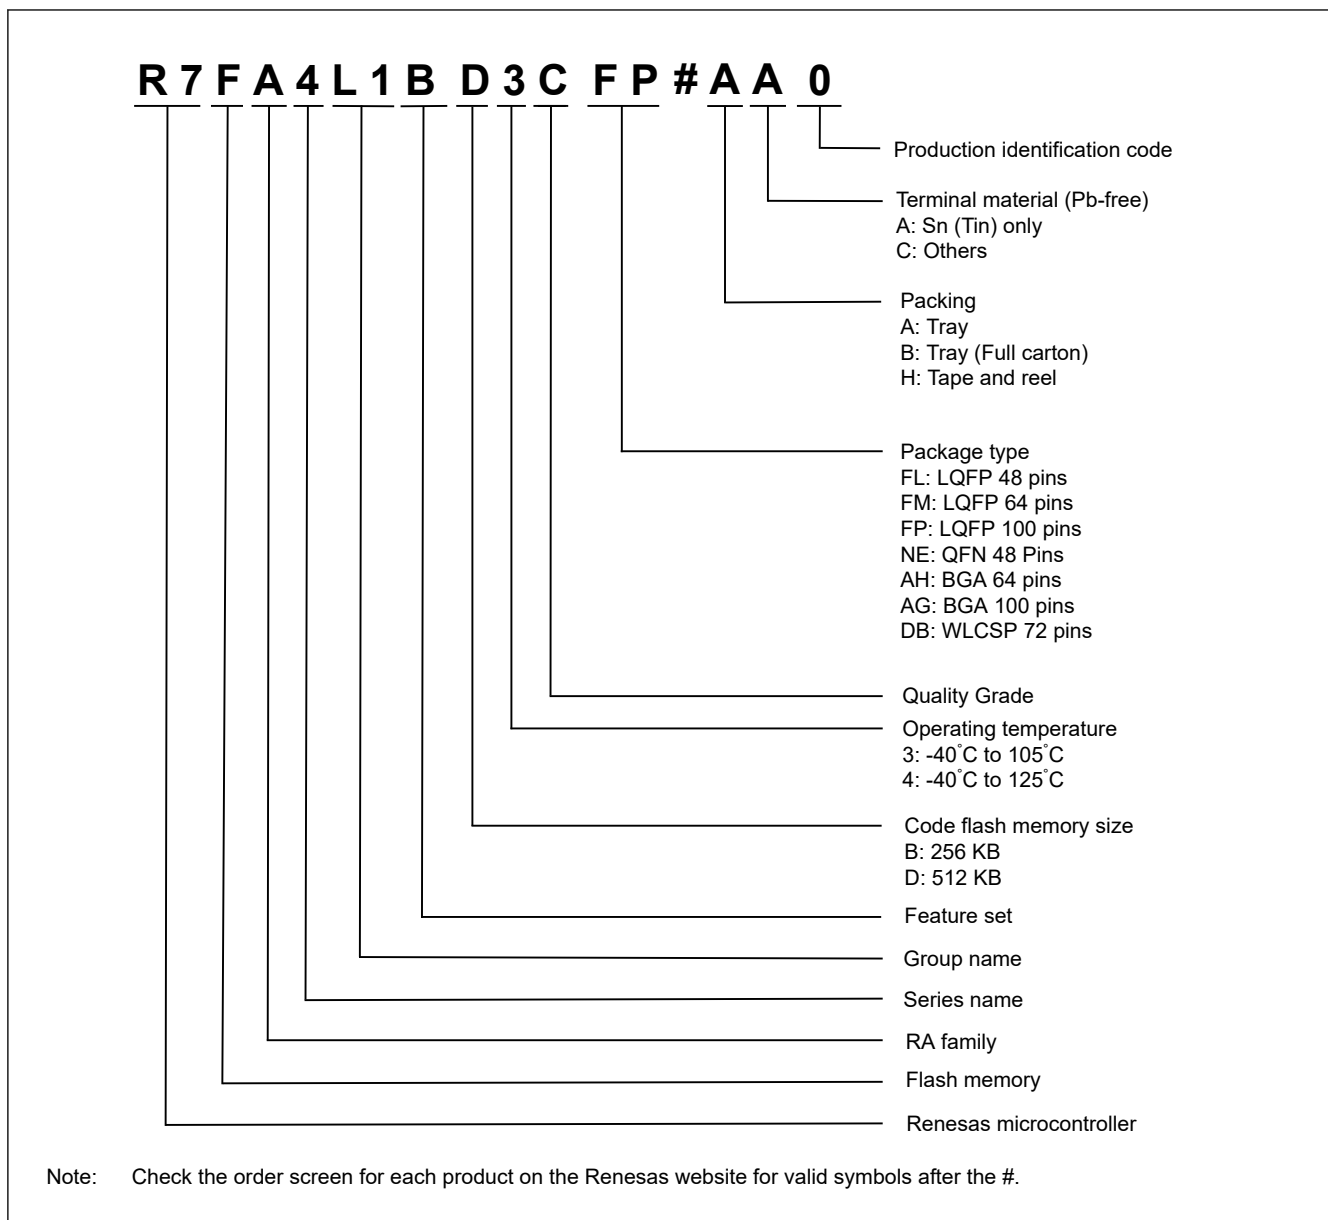 R7FA4L1BD3CFP#AA0
Production identification code
Terminal material (Pb-free)
A: Sn (Tin) only
C: Others
Packing
A: Tray
B: Tray (Full carton)
H: Tape and reel
Package type
FL: LQFP 48 pins
FM: LQFP 64 pins
FP: LQFP 100 pins
NE: QFN 48 Pins
AH: BGA 64 pins
AG: BGA 100 pins
DB: WLCSP 72 pins
Quality Grade
Operating temperature
3: -40°C to 105°C
4: -40°C to 125°C
Code flash memory size
B: 256 KB
D: 512 KB
Feature set
Group name
Series name
RA family
Flash memory
Renesas microcontroller
Note: Check the order screen for each product on the Renesas website for valid symbols after the #.